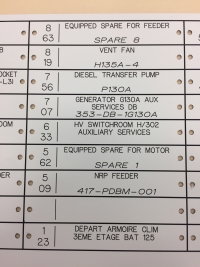 8
63
EQUIPPED SPARE FOR FEEDER
SPARE 8
8
19
VENT FAN
H135A-4
OCKET
-L31
7
56
DIESEL TRANSFER PUMP
P130A
7
07
GENERATOR G130A AUX
SERVICES DB
353-DB-1G130A
OOM
6
33
HV SWITCHROOM H/302
AUXILIARY SERVICES
5
62
EQUIPPED SPARE FOR MOTOR
SPARE 1
DER
5
09
NRP FEEDER
417-PDBM-001
1
23
DEPART ARMOIRE CLIM
3EME ETAGE BAT 125